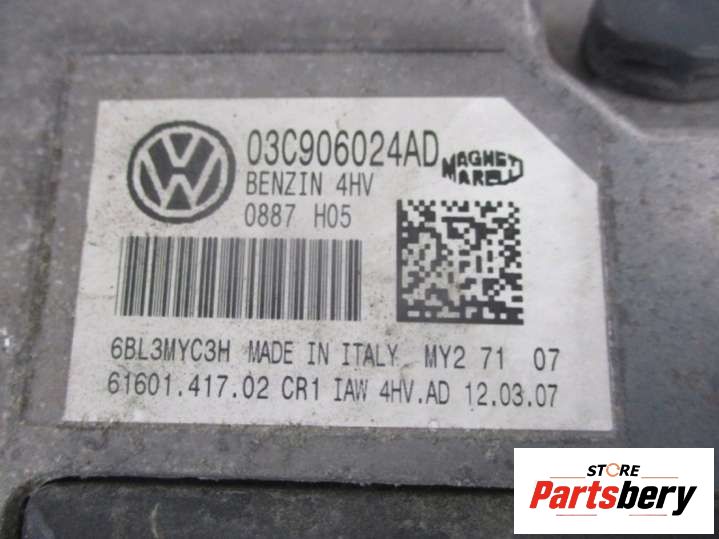 03C906024AD
MAGNETI
MARELLI
BENZIN 4HV
0887 H05
6BL3MYC3H MADE IN ITALY MY2 71 07
61601.417.02 CR1 IAW 4HV.AD 12.03.07
STORE
Partsbery